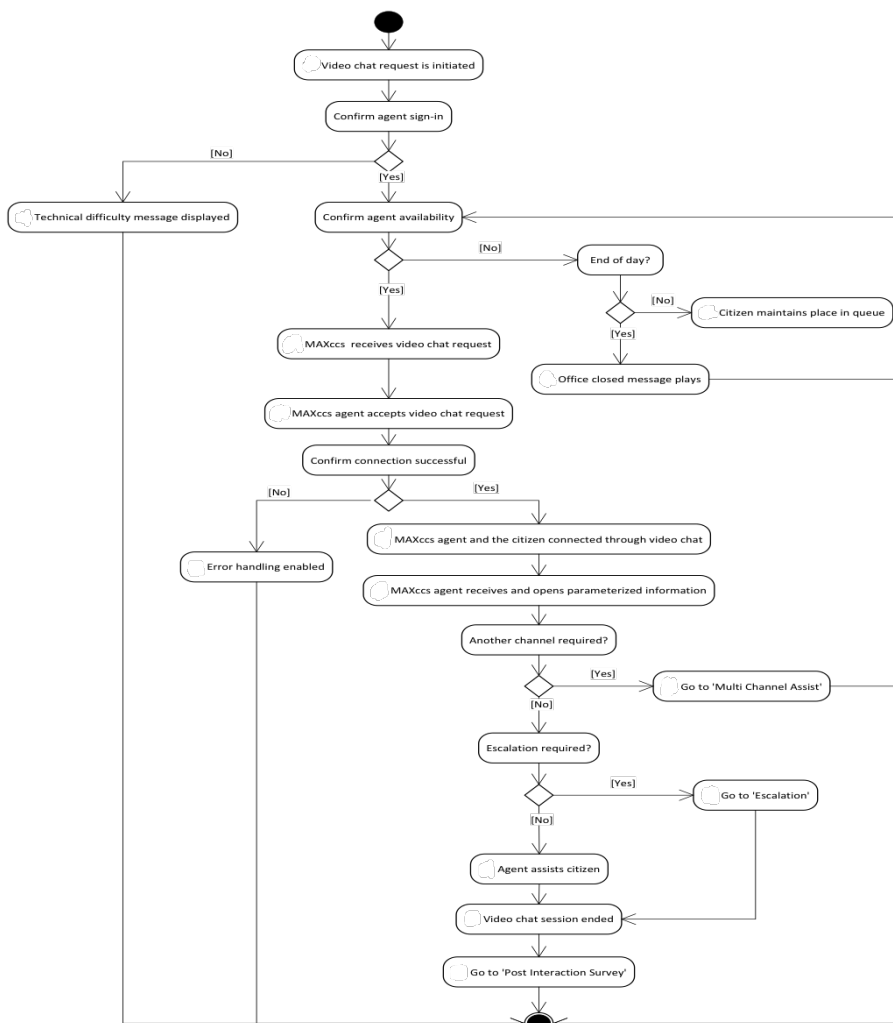 Video chat request is initiated
Confirm agent sign-in
[No]
[Yes]
Technical difficulty message displayed
Confirm agent availability
[No]
End of day?
[Yes]
[No]
Citizen maintains place in queue
[Yes]
MAXccs receives video chat request
Office closed message plays
MAXccs agent accepts video chat request
Confirm connection successful
[No]
[Yes]
MAXccs agent and the citizen connected through video chat
Error handling enabled
MAXccs agent receives and opens parameterized information
Another channel required?
[Yes]
Go to 'Multi Channel Assist'
[No]
Escalation required?
[Yes]
Go to 'Escalation'
[No]
Agent assists citizen
Video chat session ended
Go to 'Post Interaction Survey'